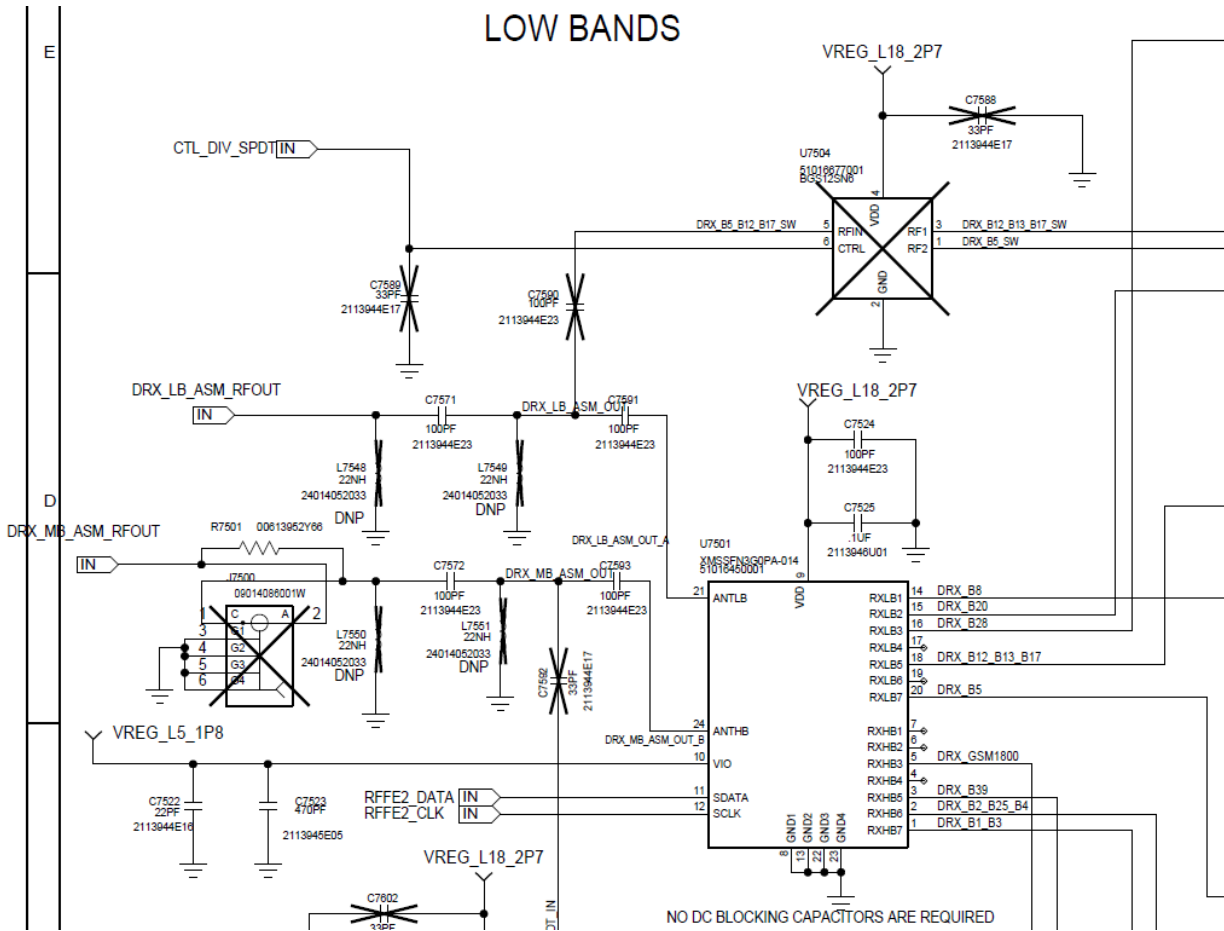 LOW BANDS
E
VREG_L18_2P7
C7588
33PF
2113944E17
CTL_DIV_SPDT IN
U7504
51016677001
BGS12SN6
VDD 4
DRX_B5_B12_B17_SW 5 RFIN RF1 3 DRX_B12_B13_B17_SW
6 CTRL RF2 1 DRX_B5_SW
GND
2
C7589
33PF
2113944E17
C7590
100PF
2113944E23
DRX_LB_ASM_RFOUT
IN
C7571
100PF
2113944E23
DRX_LB_ASM_OUT
C7591
100PF
2113944E23
VREG_L18_2P7
C7524
100PF
2113944E23
L7548
22NH
24014052033
DNP
L7549
22NH
24014052033
DNP
D
C7525
.1UF
2113946U01
DRX_MB_ASM_RFOUT
IN
R7501 00613952Y66
DRX_LB_ASM_OUT_A
U7501
XMSSFN3G0PA-014
51016450001
C7572
100PF
2113944E23
DRX_MB_ASM_OUT
C7593
100PF
2113944E23
J7500
09014086001W
1 C A 2
3 G1
4 G2
5 G3
6 G4
L7550
22NH
24014052033
DNP
L7551
22NH
24014052033
DNP
C7592
33PF
2113944E17
VDD 9
21 ANTLB
RXLB1 14 DRX_B8
RXLB2 15 DRX_B20
RXLB3 16 DRX_B28
RXLB4 17
RXLB5 18 DRX_B12_B13_B17
RXLB6 19
RXLB7 20 DRX_B5
24 ANTHB
DRX_MB_ASM_OUT_B
RXHB1 7
RXHB2 6
RXHB3 5 DRX_GSM1800
RXHB4 4
RXHB5 3 DRX_B39
RXHB6 2 DRX_B2_B25_B4
RXHB7 1 DRX_B1_B3
VREG_L5_1P8
10 VIO
C7522
22PF
2113944E16
C7523
470PF
2113945E05
RFFE2_DATA IN 11 SDATA
RFFE2_CLK IN 12 SCLK
GND1 GND2 GND3 GND4
8 13 22 23
VREG_L18_2P7
C7602
33PF
OT_IN
NO DC BLOCKING CAPACITORS ARE REQUIRED